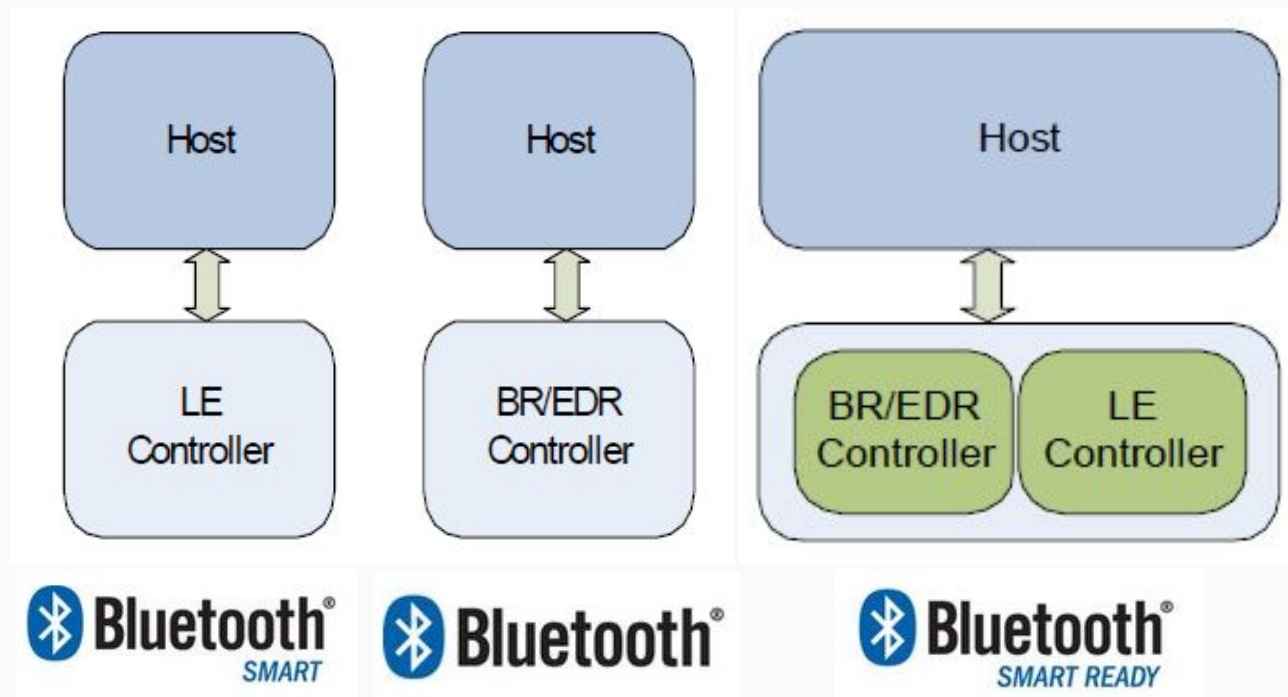 Host
Host
Host
LE
Controller
BR/EDR
Controller
BR/EDR
Controller
LE
Controller
Bluetooth®
SMART
Bluetooth®
Bluetooth®
SMART READY